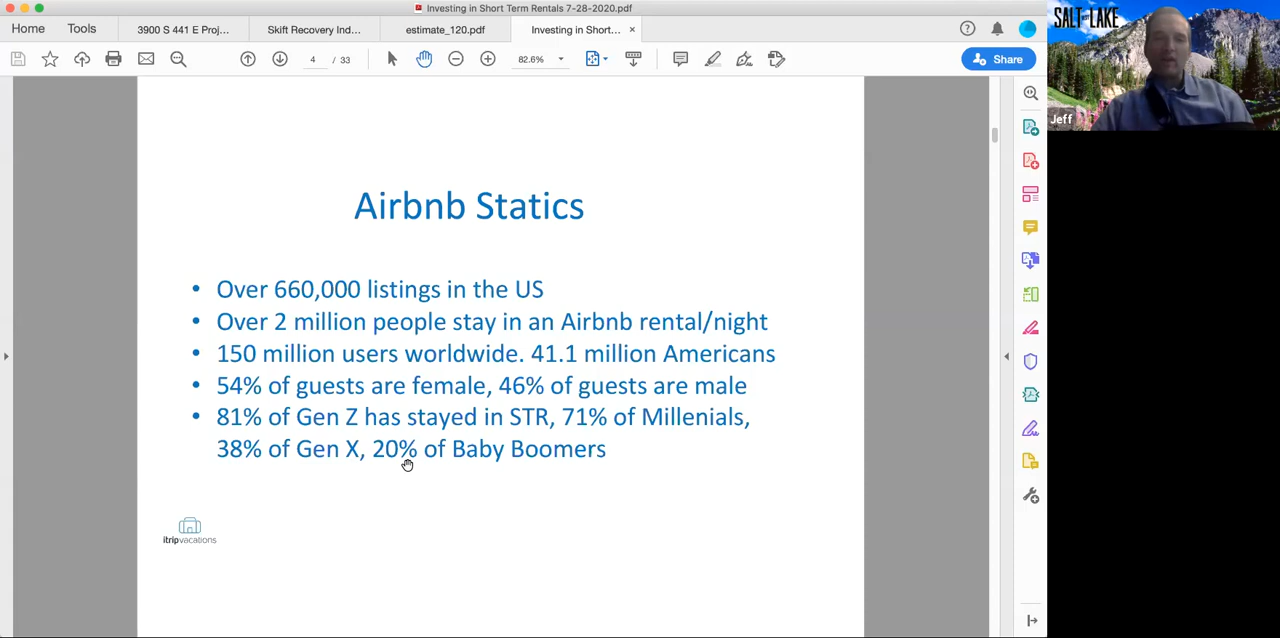 Investing in Short Term Rentals 7-28-2020.pdf
Home Tools 3900 S 441 E Proj... Skift Recovery Ind... estimate_120.pdf Investing in Short... ×
4 / 33 82.6% Share
SALT LAKE
Jeff
Airbnb Statics
• Over 660,000 listings in the US
• Over 2 million people stay in an Airbnb rental/night
• 150 million users worldwide. 41.1 million Americans
• 54% of guests are female, 46% of guests are male
• 81% of Gen Z has stayed in STR, 71% of Millenials,
38% of Gen X, 20% of Baby Boomers
itripvacations